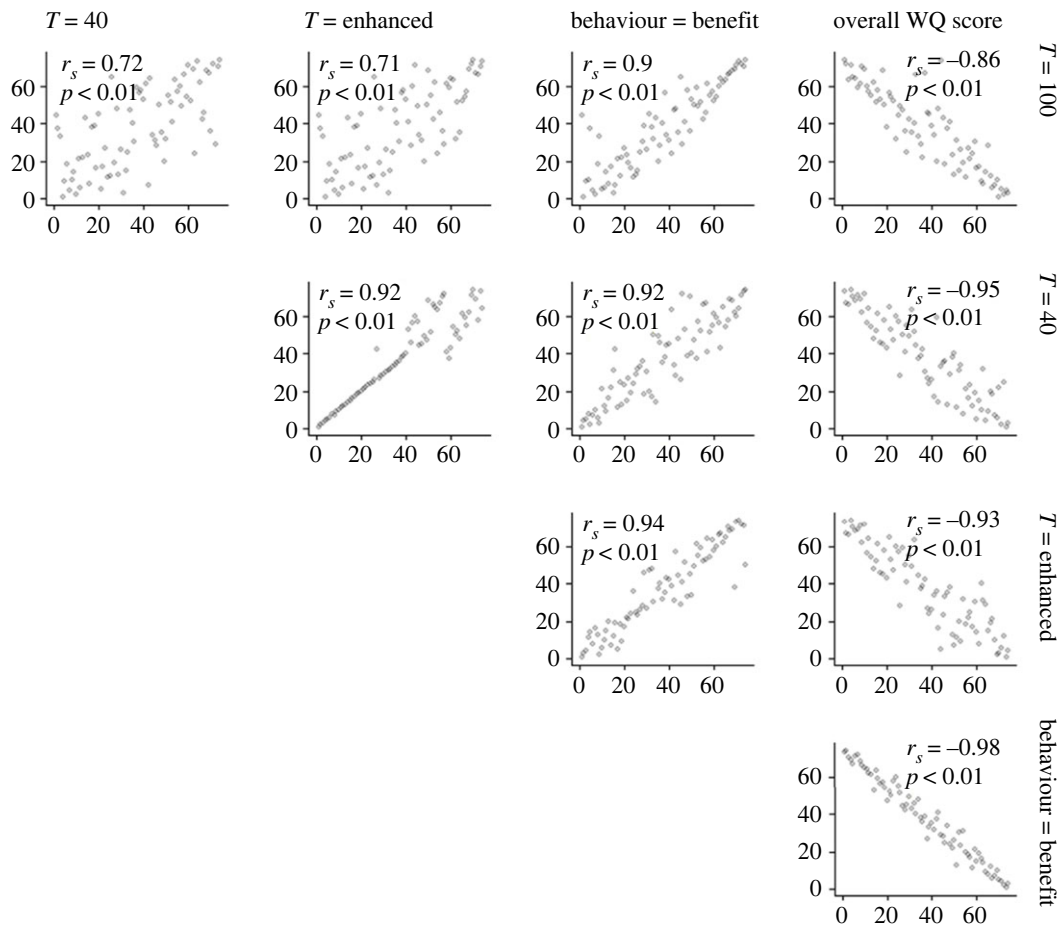 T = 40
T = enhanced
behaviour = benefit
overall WQ score
r_s = 0.72
p < 0.01
60
40
20
0
0 20 40 60
r_s = 0.71
p < 0.01
60
40
20
0
0 20 40 60
r_s = 0.9
p < 0.01
60
40
20
0
0 20 40 60
r_s = –0.86
p < 0.01
60
40
20
0
0 20 40 60
T = 100
r_s = 0.92
p < 0.01
60
40
20
0
0 20 40 60
r_s = 0.92
p < 0.01
60
40
20
0
0 20 40 60
r_s = –0.95
p < 0.01
60
40
20
0
0 20 40 60
T = 40
r_s = 0.94
p < 0.01
60
40
20
0
0 20 40 60
r_s = –0.93
p < 0.01
60
40
20
0
0 20 40 60
T = enhanced
r_s = –0.98
p < 0.01
60
40
20
0
0 20 40 60
behaviour = benefit